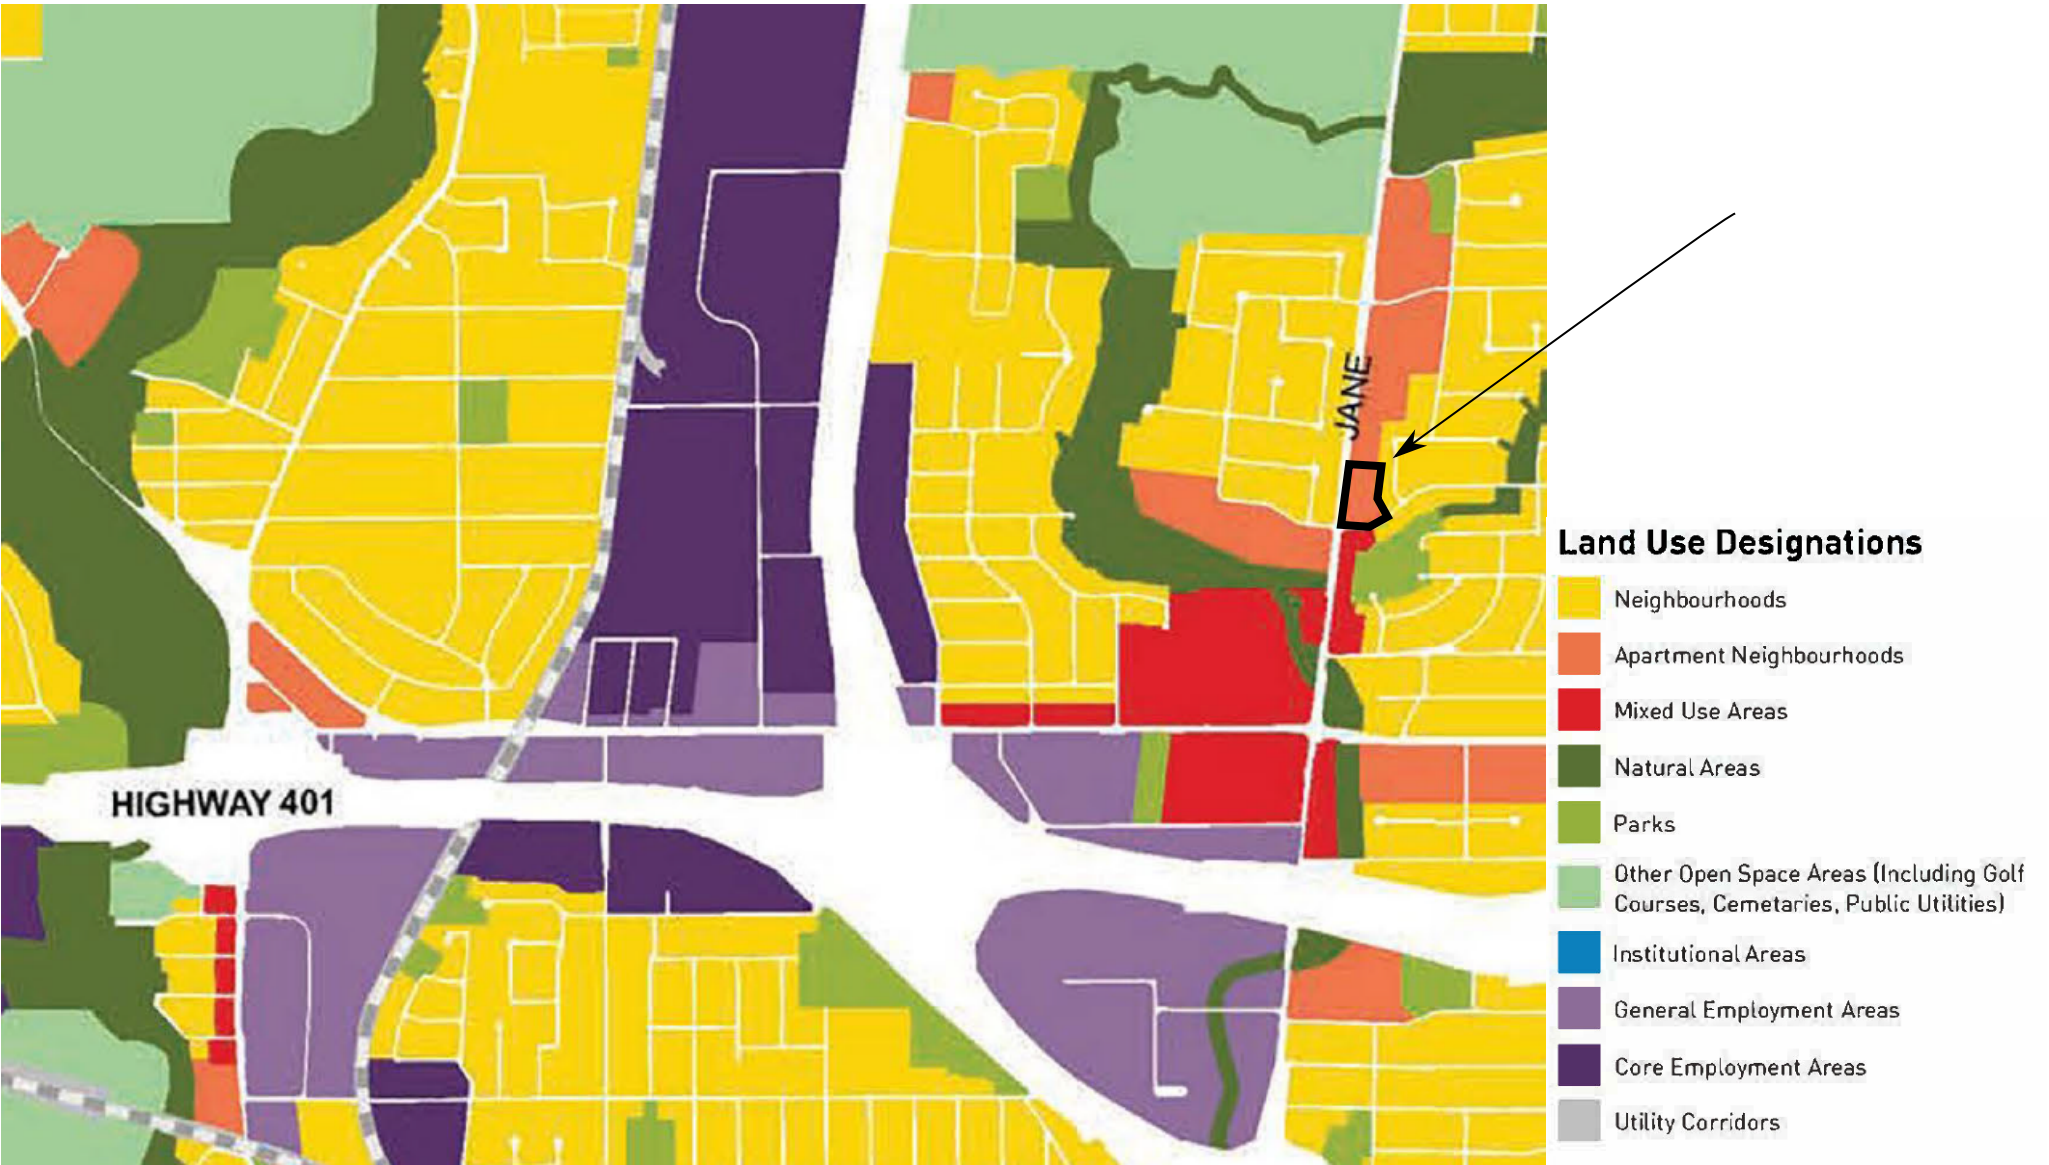 JANE
HIGHWAY 401
Land Use Designations
Neighbourhoods
Apartment Neighbourhoods
Mixed Use Areas
Natural Areas
Parks
Other Open Space Areas (Including Golf
Courses, Cemetaries, Public Utilities)
Institutional Areas
General Employment Areas
Core Employment Areas
Utility Corridors